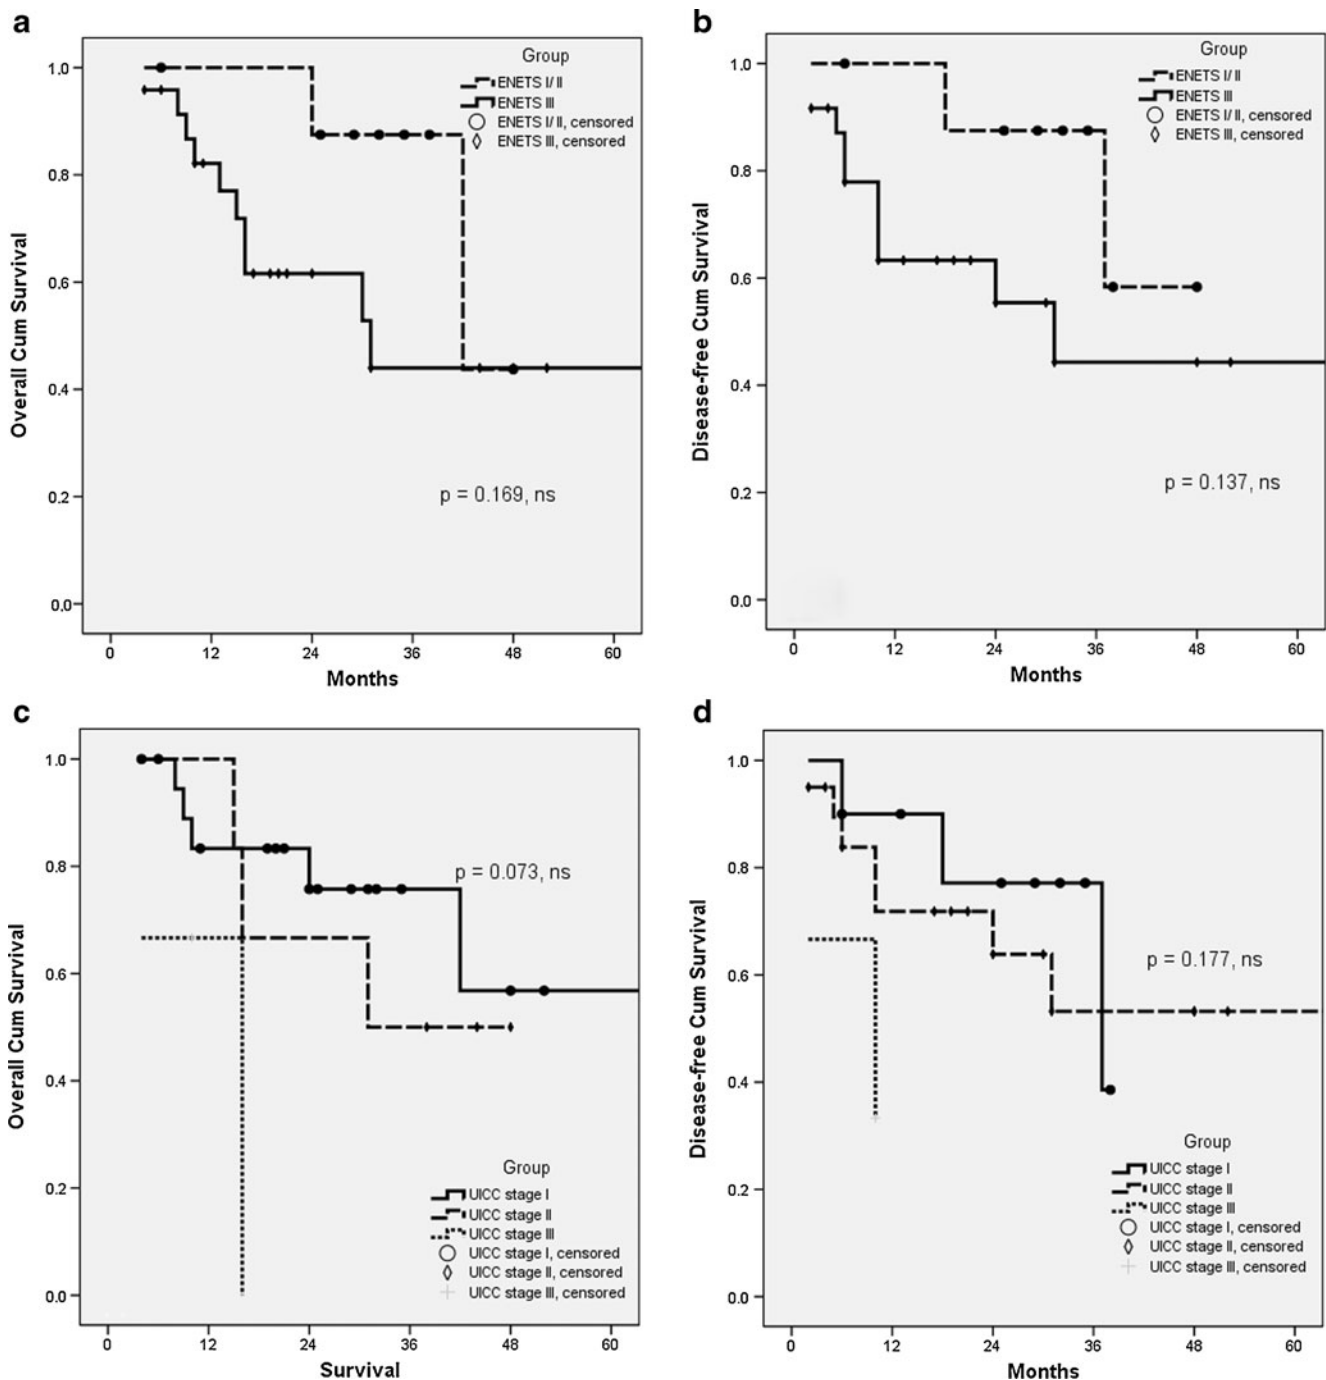 a
Overall Cum Survival
1.0
0.8
0.6
0.4
0.2
0.0
Group
ENETS I/ II
ENETS III
ENETS I/ II, censored
ENETS III, censored
p = 0.169, ns
0 12 24 36 48 60
Months
b
Disease-free Cum Survival
1.0
0.8
0.6
0.4
0.2
0.0
Group
ENETS I/ II
ENETS III
ENETS I/ II, censored
ENETS III, censored
p = 0.137, ns
0 12 24 36 48 60
Months
c
Overall Cum Survival
1.0
0.8
0.6
0.4
0.2
0.0
p = 0.073, ns
Group
UICC stage I
UICC stage II
UICC stage III
UICC stage I, censored
UICC stage II, censored
UICC stage III, censored
0 12 24 36 48 60
Survival
d
Disease-free Cum Survival
1.0
0.8
0.6
0.4
0.2
0.0
p = 0.177, ns
Group
UICC stage I
UICC stage II
UICC stage III
UICC stage I, censored
UICC stage II, censored
UICC stage III, censored
0 12 24 36 48 60
Months